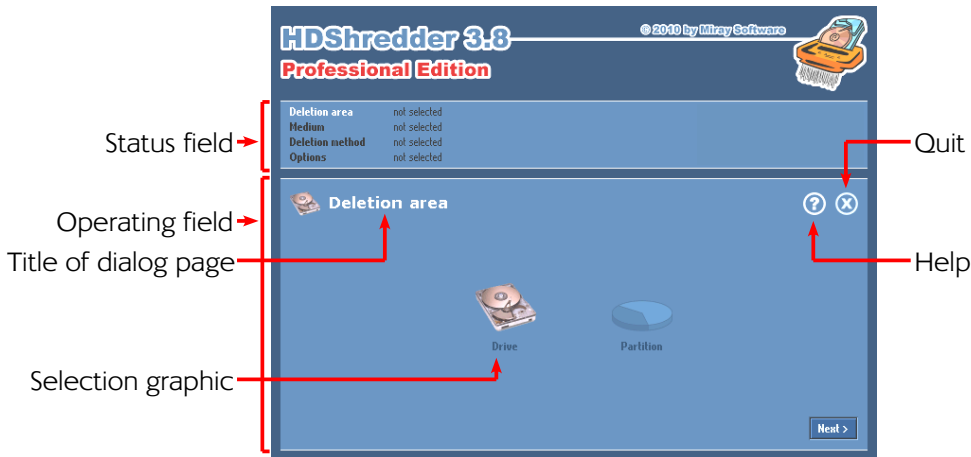 HDShredder 3.8
© 2010 by Miray Software
Professional Edition
Deletion area not selected
Medium not selected
Deletion method not selected
Options not selected
Status field
Quit
Deletion area
?
X
Operating field
Title of dialog page
Help
Drive
Partition
Selection graphic
Next >